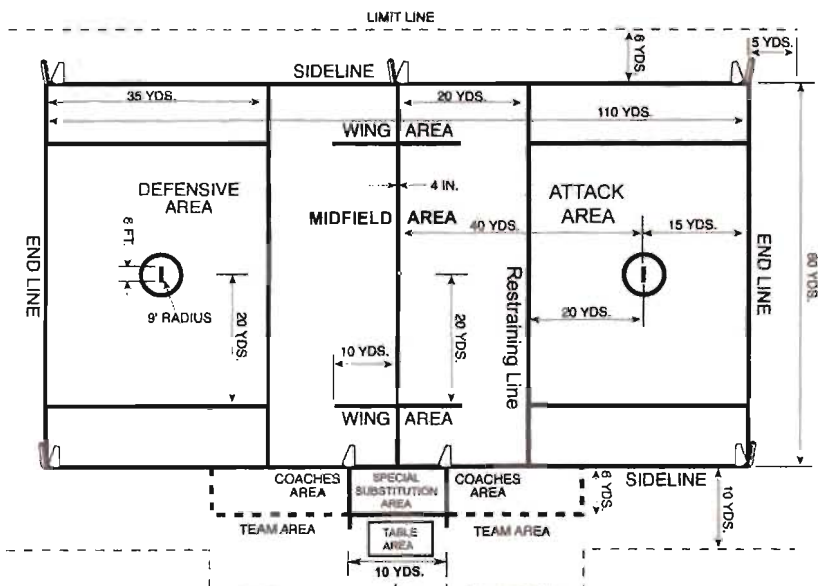 LIMIT LINE
6 YDS.
5 YDS.
SIDELINE
35 YDS.
20 YDS.
110 YDS.
WING AREA
DEFENSIVE
AREA
4 IN.
ATTACK
AREA
MIDFIELD AREA
40 YDS.
15 YDS.
END LINE
6 FT.
9' RADIUS
20 YDS.
20 YDS.
Restraining Line
20 YDS.
END LINE
80 YDS.
10 YDS.
WING AREA
COACHES
AREA
SPECIAL
SUBSTITUTION
AREA
COACHES
AREA
6 YDS.
SIDELINE
10 YDS.
TEAM AREA
TABLE
AREA
TEAM AREA
10 YDS.